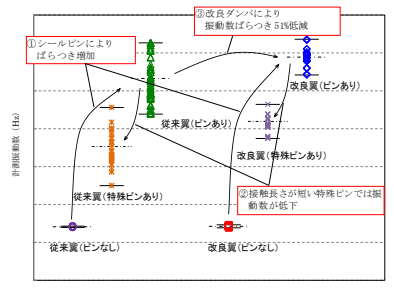 ③改良ダンパにより
振動数ばらつき51%低減
①シールピンにより
ばらつき増加
改良翼(ピンあり)
従来翼(ピンあり)
改良翼(特殊ピンあり)
従来翼(特殊ピンあり)
②接触長さが短い特殊ピンでは振
動数が低下
従来翼(ピンなし)
改良翼(ピンなし)
計測振動数 (Hz)